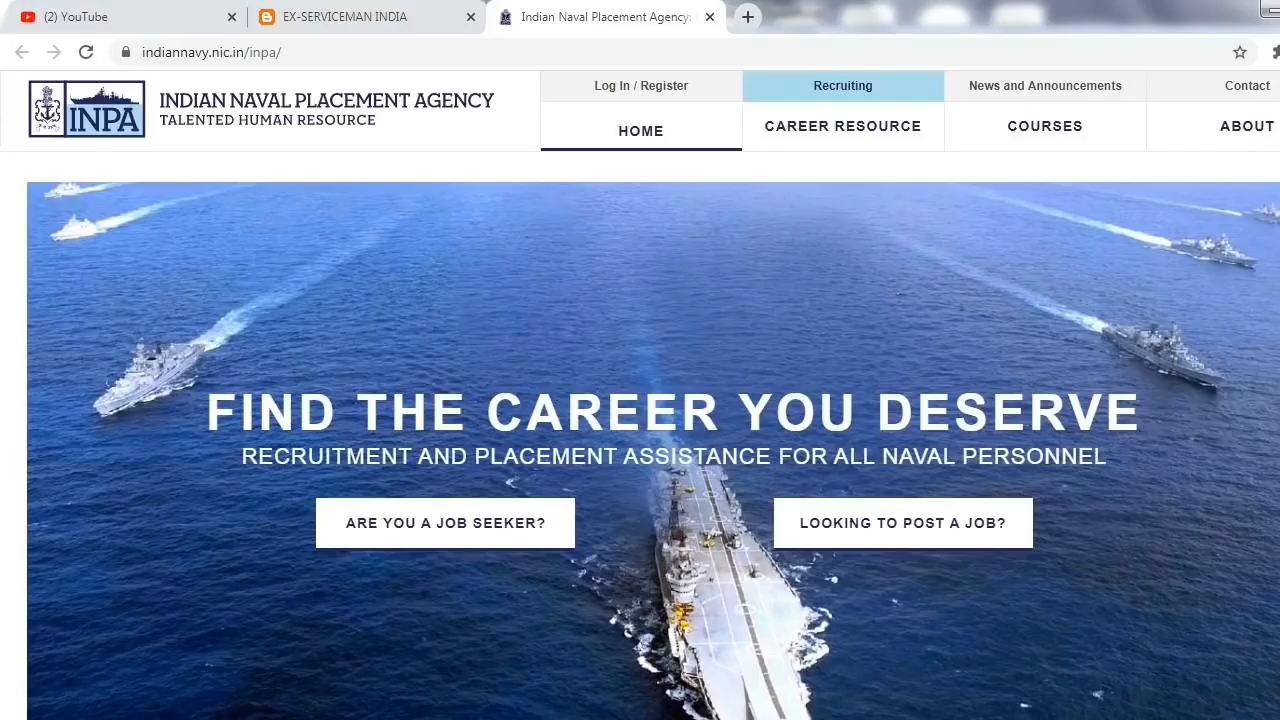 (2) YouTube
EX-SERVICEMAN INDIA
Indian Naval Placement Agency:
indiannavy.nic.in/inpa/
INPA
INDIAN NAVAL PLACEMENT AGENCY
TALENTED HUMAN RESOURCE
Log In / Register
Recruiting
News and Announcements
Contact
HOME
CAREER RESOURCE
COURSES
ABOUT
FIND THE CAREER YOU DESERVE
RECRUITMENT AND PLACEMENT ASSISTANCE FOR ALL NAVAL PERSONNEL
ARE YOU A JOB SEEKER?
LOOKING TO POST A JOB?